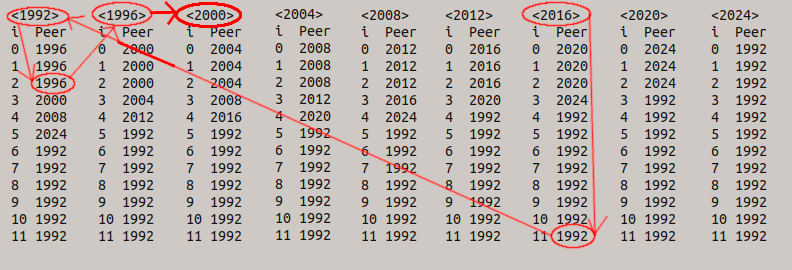 <1992> <1996> <2000> <2004> <2008> <2012> <2016> <2020> <2024>
i Peer i Peer i Peer i Peer i Peer i Peer i Peer i Peer i Peer
0 1996 0 2000 0 2004 0 2008 0 2012 0 2016 0 2020 0 2024 0 1992
1 1996 1 2000 1 2004 1 2008 1 2012 1 2016 1 2020 1 2024 1 1992
2 1996 2 2000 2 2004 2 2008 2 2012 2 2016 2 2020 2 2024 2 1992
3 2000 3 2004 3 2008 3 2012 3 2016 3 2020 3 2024 3 1992 3 1992
4 2008 4 2012 4 2016 4 2020 4 2024 4 1992 4 1992 4 1992 4 1992
5 2024 5 1992 5 1992 5 1992 5 1992 5 1992 5 1992 5 1992 5 1992
6 1992 6 1992 6 1992 6 1992 6 1992 6 1992 6 1992 6 1992 6 1992
7 1992 7 1992 7 1992 7 1992 7 1992 7 1992 7 1992 7 1992 7 1992
8 1992 8 1992 8 1992 8 1992 8 1992 8 1992 8 1992 8 1992 8 1992
9 1992 9 1992 9 1992 9 1992 9 1992 9 1992 9 1992 9 1992 9 1992
10 1992 10 1992 10 1992 10 1992 10 1992 10 1992 10 1992 10 1992 10 1992
11 1992 11 1992 11 1992 11 1992 11 1992 11 1992 11 1992 11 1992 11 1992